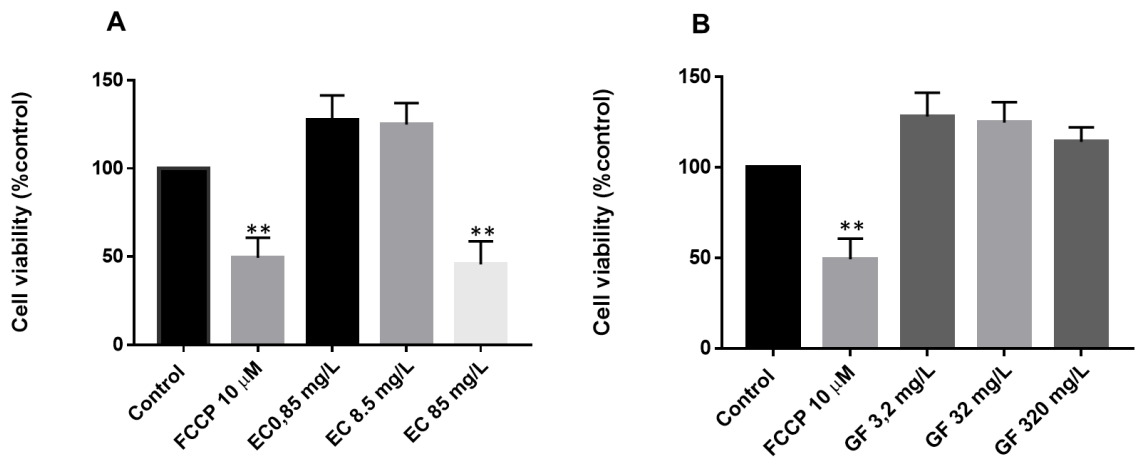 A
Cell viability (%control)
150
100
50
0
**
**
Control
FCCP 10 μM
EC0,85 mg/L
EC 8.5 mg/L
EC 85 mg/L
B
Cell viability (%control)
150
100
50
0
**
Control
FCCP 10 μM
GF 3,2 mg/L
GF 32 mg/L
GF 320 mg/L